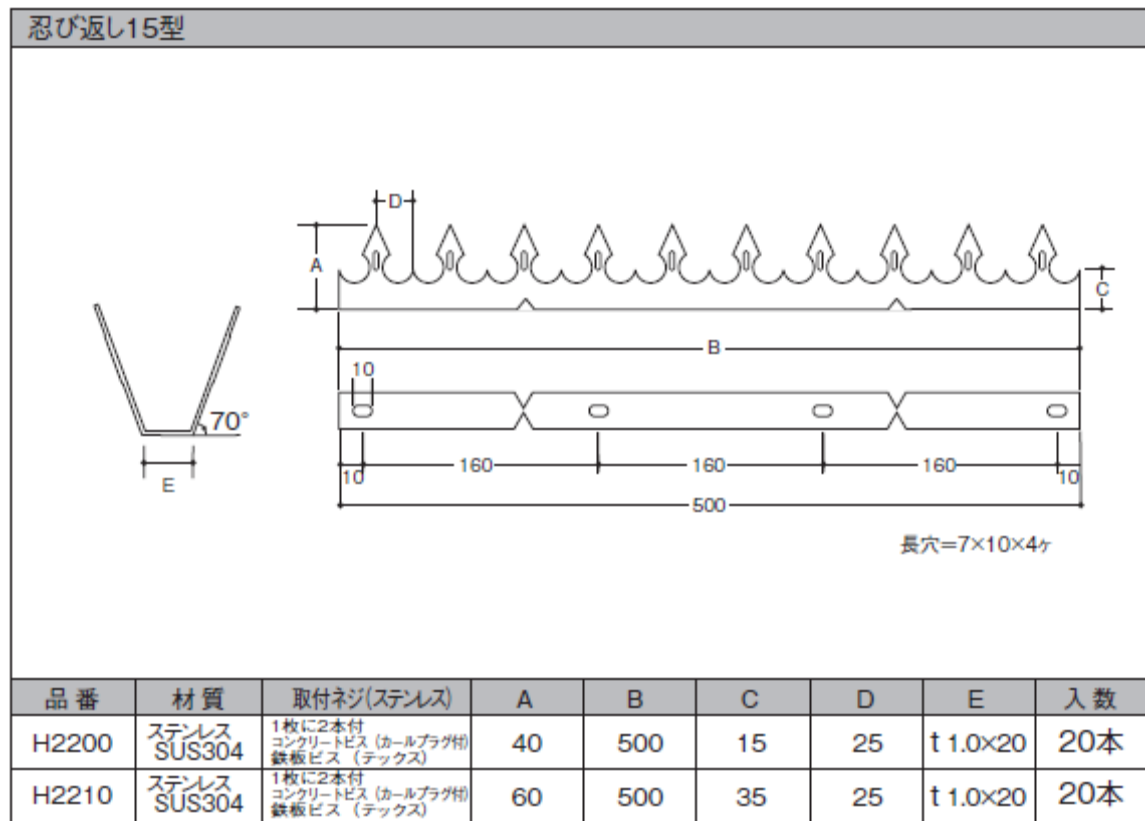 忍び返し15型
D
A
C
B
10
70°
E
10 160 160 160 10
500
長穴=7×10×4ヶ
品番 材質 取付ネジ(ステンレス) A B C D E 入数
H2200 ステンレス SUS304 1枚に2本付 コンクリートビス(カールプラグ付) 鉄板ビス(テックス) 40 500 15 25 t 1.0×20 20本
H2210 ステンレス SUS304 1枚に2本付 コンクリートビス(カールプラグ付) 鉄板ビス(テックス) 60 500 35 25 t 1.0×20 20本